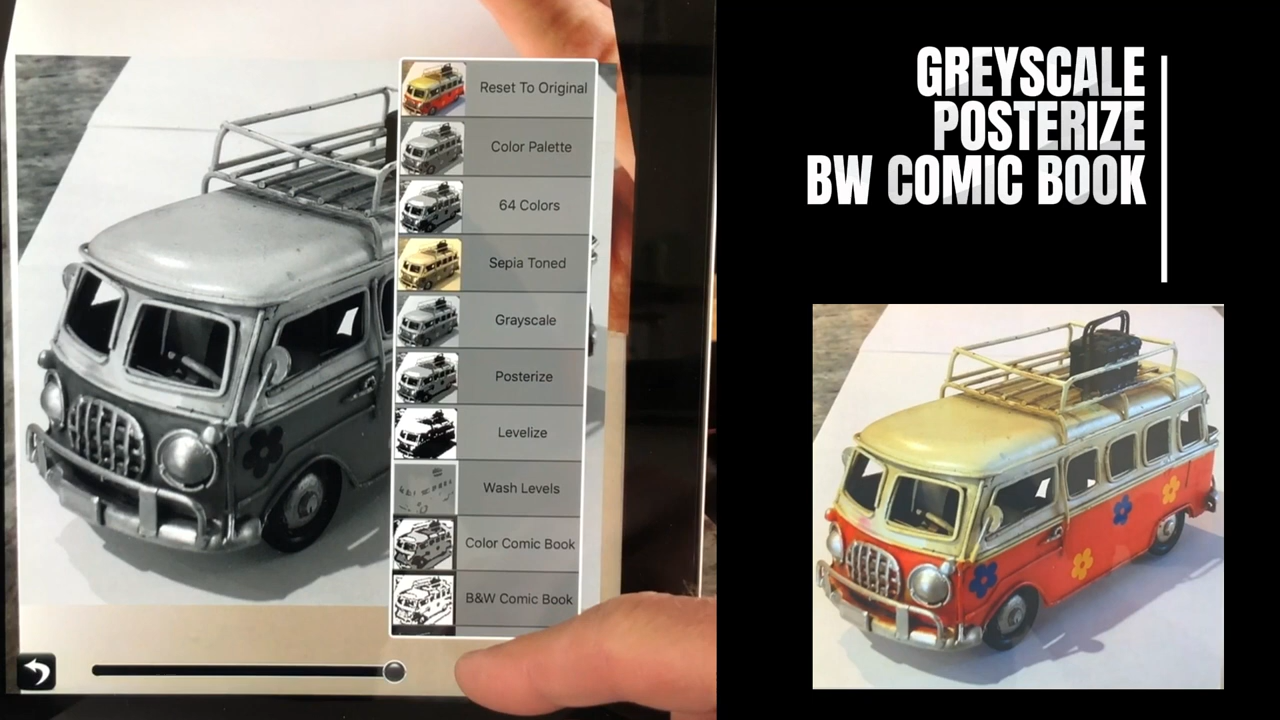 Reset To Original
Color Palette
64 Colors
Sepia Toned
Grayscale
Posterize
Levelize
Wash Levels
Color Comic Book
B&W Comic Book
GREYSCALE
POSTERIZE
BW COMIC BOOK